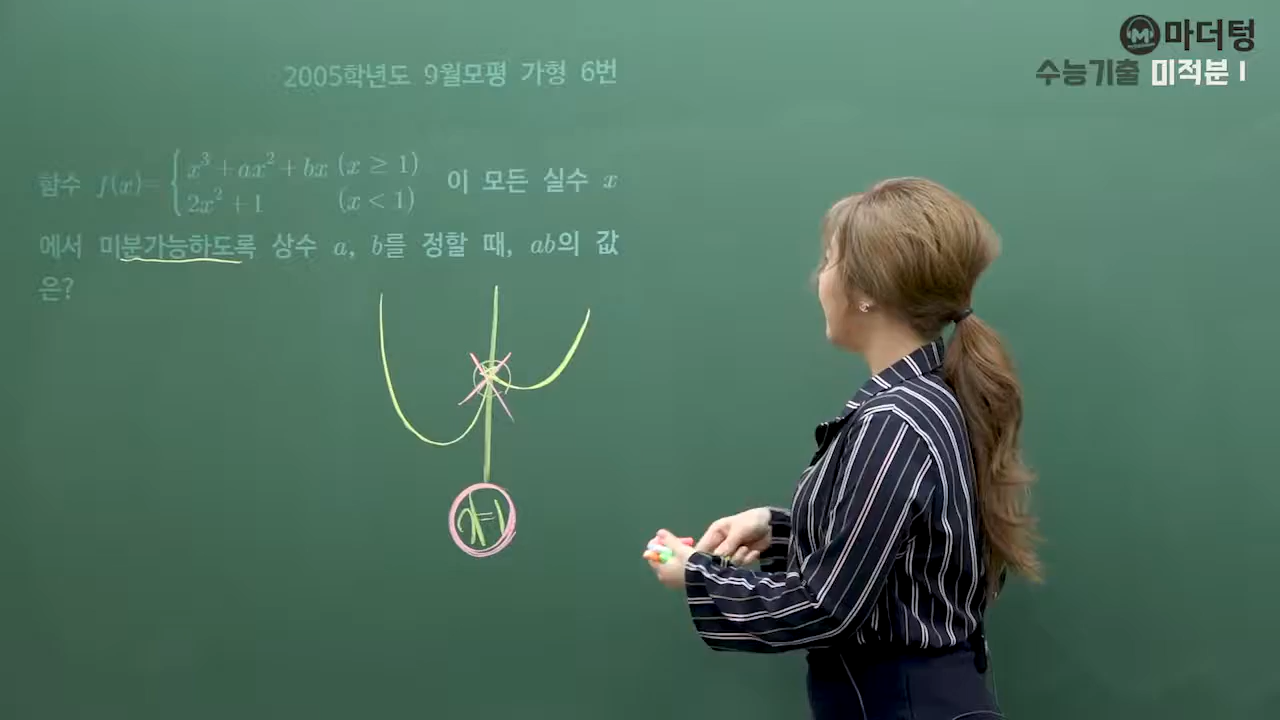 마더텅
수능기출 미적분 I
2005학년도 9월모평 가형 6번
함수 f(x)= { x³ + ax² + bx (x ≥ 1) 이 모든 실수 x
2x² + 1 (x < 1)
에서 미분가능하도록 상수 a, b를 정할 때, ab의 값
은?
x=1